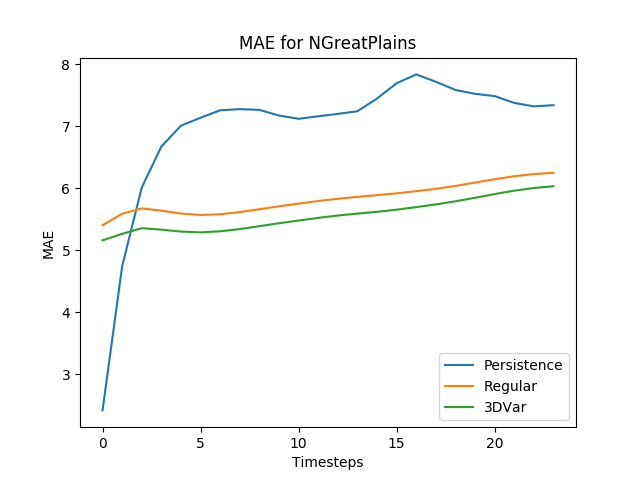 MAE for NGreatPlains
MAE
8
7
6
5
4
3
0 5 10 15 20
Timesteps
Persistence
Regular
3DVar